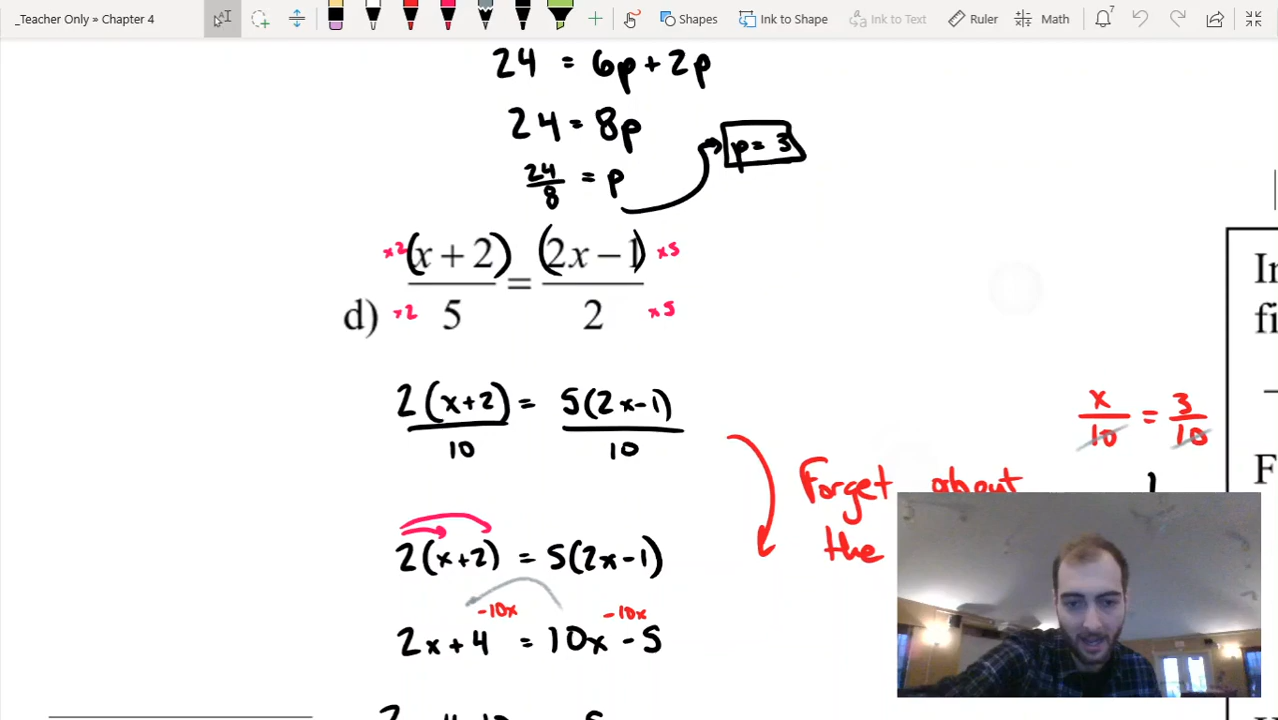 _Teacher Only » Chapter 4
Shapes
Ink to Shape
Ink to Text
Ruler
Math
7
24 = 6p + 2p
24 = 8p
24/8 = p
p = 3
d) (x + 2)/5 = (2x − 1)/2
×2 ×5
×2 ×5
2(x+2)/10 = 5(2x-1)/10
x/10 = 3/10
Forget about
the
2(x+2) = 5(2x-1)
-10x -10x
2x + 4 = 10x - 5
F